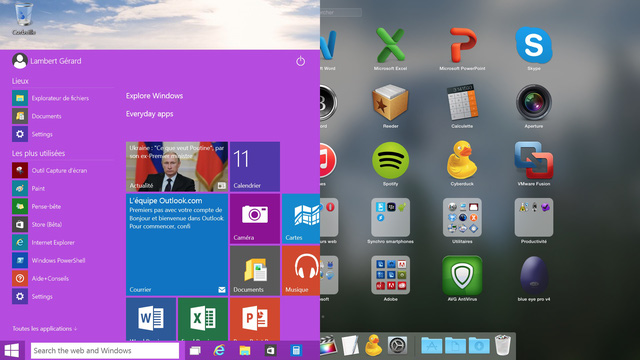 Corbeille
Lambert Gérard
Lieux
Explorateur de fichiers
Documents
Settings
Les plus utilisées
Outil Capture d'écran
Paint
Pense-bête
Store (Bêta)
Internet Explorer
Windows PowerShell
Aide+Conseils
Settings
Toutes les applications
Search the web and Windows
Explore Windows
Everyday apps
Ukraine : "Ce que veut Poutine", par
son ex-Premier ministre
Actualité
11
Calendrier
L'équipe Outlook.com
Premiers pas avec votre compte de
Bonjour et bienvenue dans Outlook
Pour commencer, confi
Courrier
Caméra
Cartes
Documents
Musique
Word
Microsoft Excel
Microsoft PowerPoint
Skype
Reader
Calculette
Aperture
Spotify
Cyberduck
VMware Fusion
web
Synchro smartphones
Utilitaires
Productivité
Adobe
AVG AntiVirus
blue eye pro v4